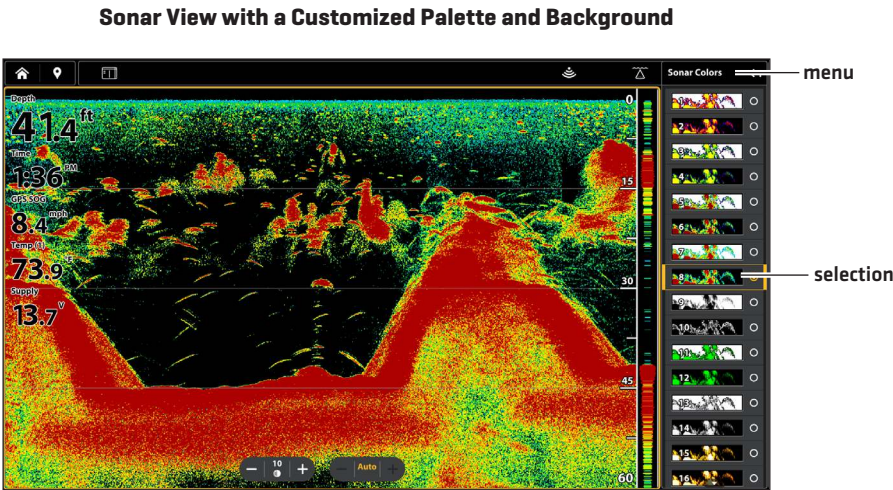 Sonar View with a Customized Palette and Background
Sonar Colors
menu
Depth
41.4 ft
Time
1:36 PM
GPS SOG
8.4 mph
Temp (1)
73.9 °F
Supply
13.7 V
0
15
30
45
60
10
Auto
1
2
3
4
5
6
7
8
selection
9
10
11
12
13
14
15
16